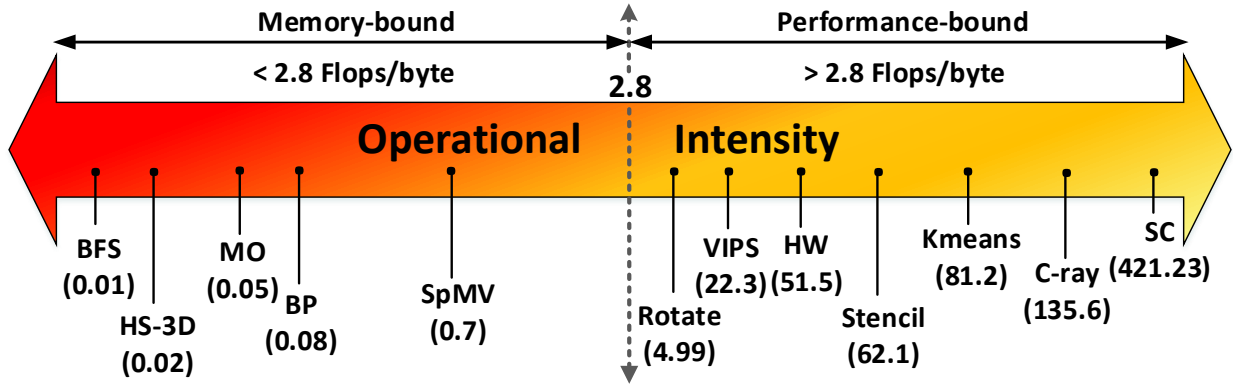 Memory-bound
Performance-bound
< 2.8 Flops/byte
> 2.8 Flops/byte
2.8
Operational Intensity
BFS
(0.01)
HS-3D
(0.02)
MO
(0.05)
BP
(0.08)
SpMV
(0.7)
Rotate
(4.99)
VIPS
(22.3)
HW
(51.5)
Stencil
(62.1)
Kmeans
(81.2)
C-ray
(135.6)
SC
(421.23)